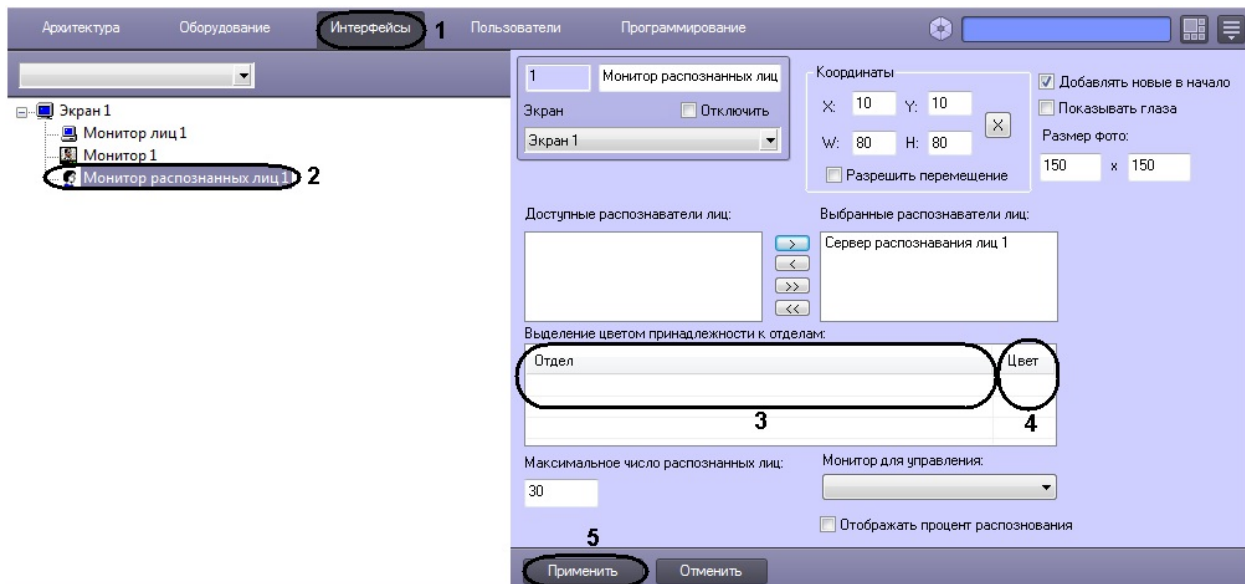 Архитектура Оборудование Интерфейсы 1 Пользователи Программирование
Экран 1
Монитор лиц 1
Монитор 1
Монитор распознанных лиц 1 2
1 Монитор распознанных лиц
Экран Отключить
Экран 1
Координаты
X: 10 Y: 10
W: 80 H: 80
X
Разрешить перемещение
Добавлять новые в начало
Показывать глаза
Размер фото:
150 x 150
Доступные распознаватели лиц:
>
<
>>
<<
Выбранные распознаватели лиц:
Сервер распознавания лиц 1
Выделение цветом принадлежности к отделам:
Отдел Цвет
3 4
Максимальное число распознанных лиц:
30
Монитор для управления:
Отображать процент распознования
5
Применить Отменить